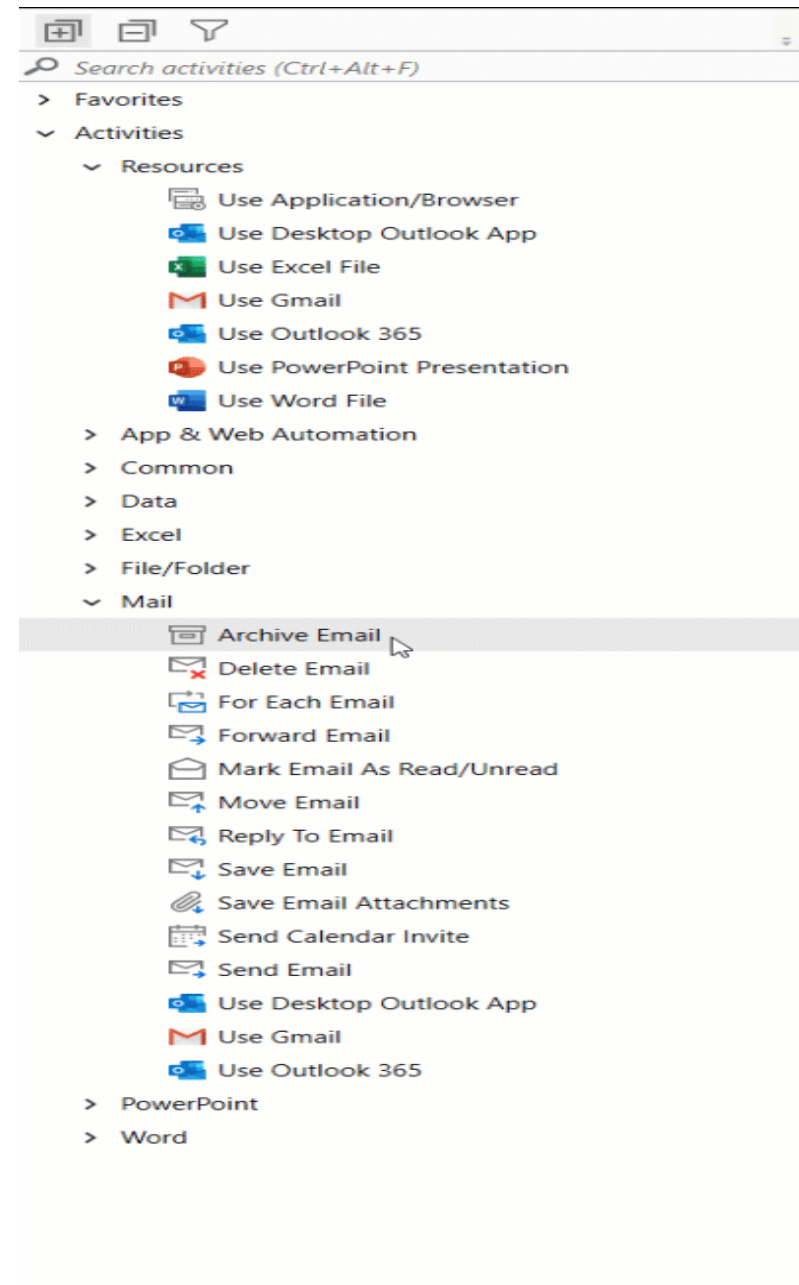 Search activities (Ctrl+Alt+F)
Favorites
Activities
Resources
Use Application/Browser
Use Desktop Outlook App
Use Excel File
Use Gmail
Use Outlook 365
Use PowerPoint Presentation
Use Word File
App & Web Automation
Common
Data
Excel
File/Folder
Mail
Archive Email
Delete Email
For Each Email
Forward Email
Mark Email As Read/Unread
Move Email
Reply To Email
Save Email
Save Email Attachments
Send Calendar Invite
Send Email
Use Desktop Outlook App
Use Gmail
Use Outlook 365
PowerPoint
Word